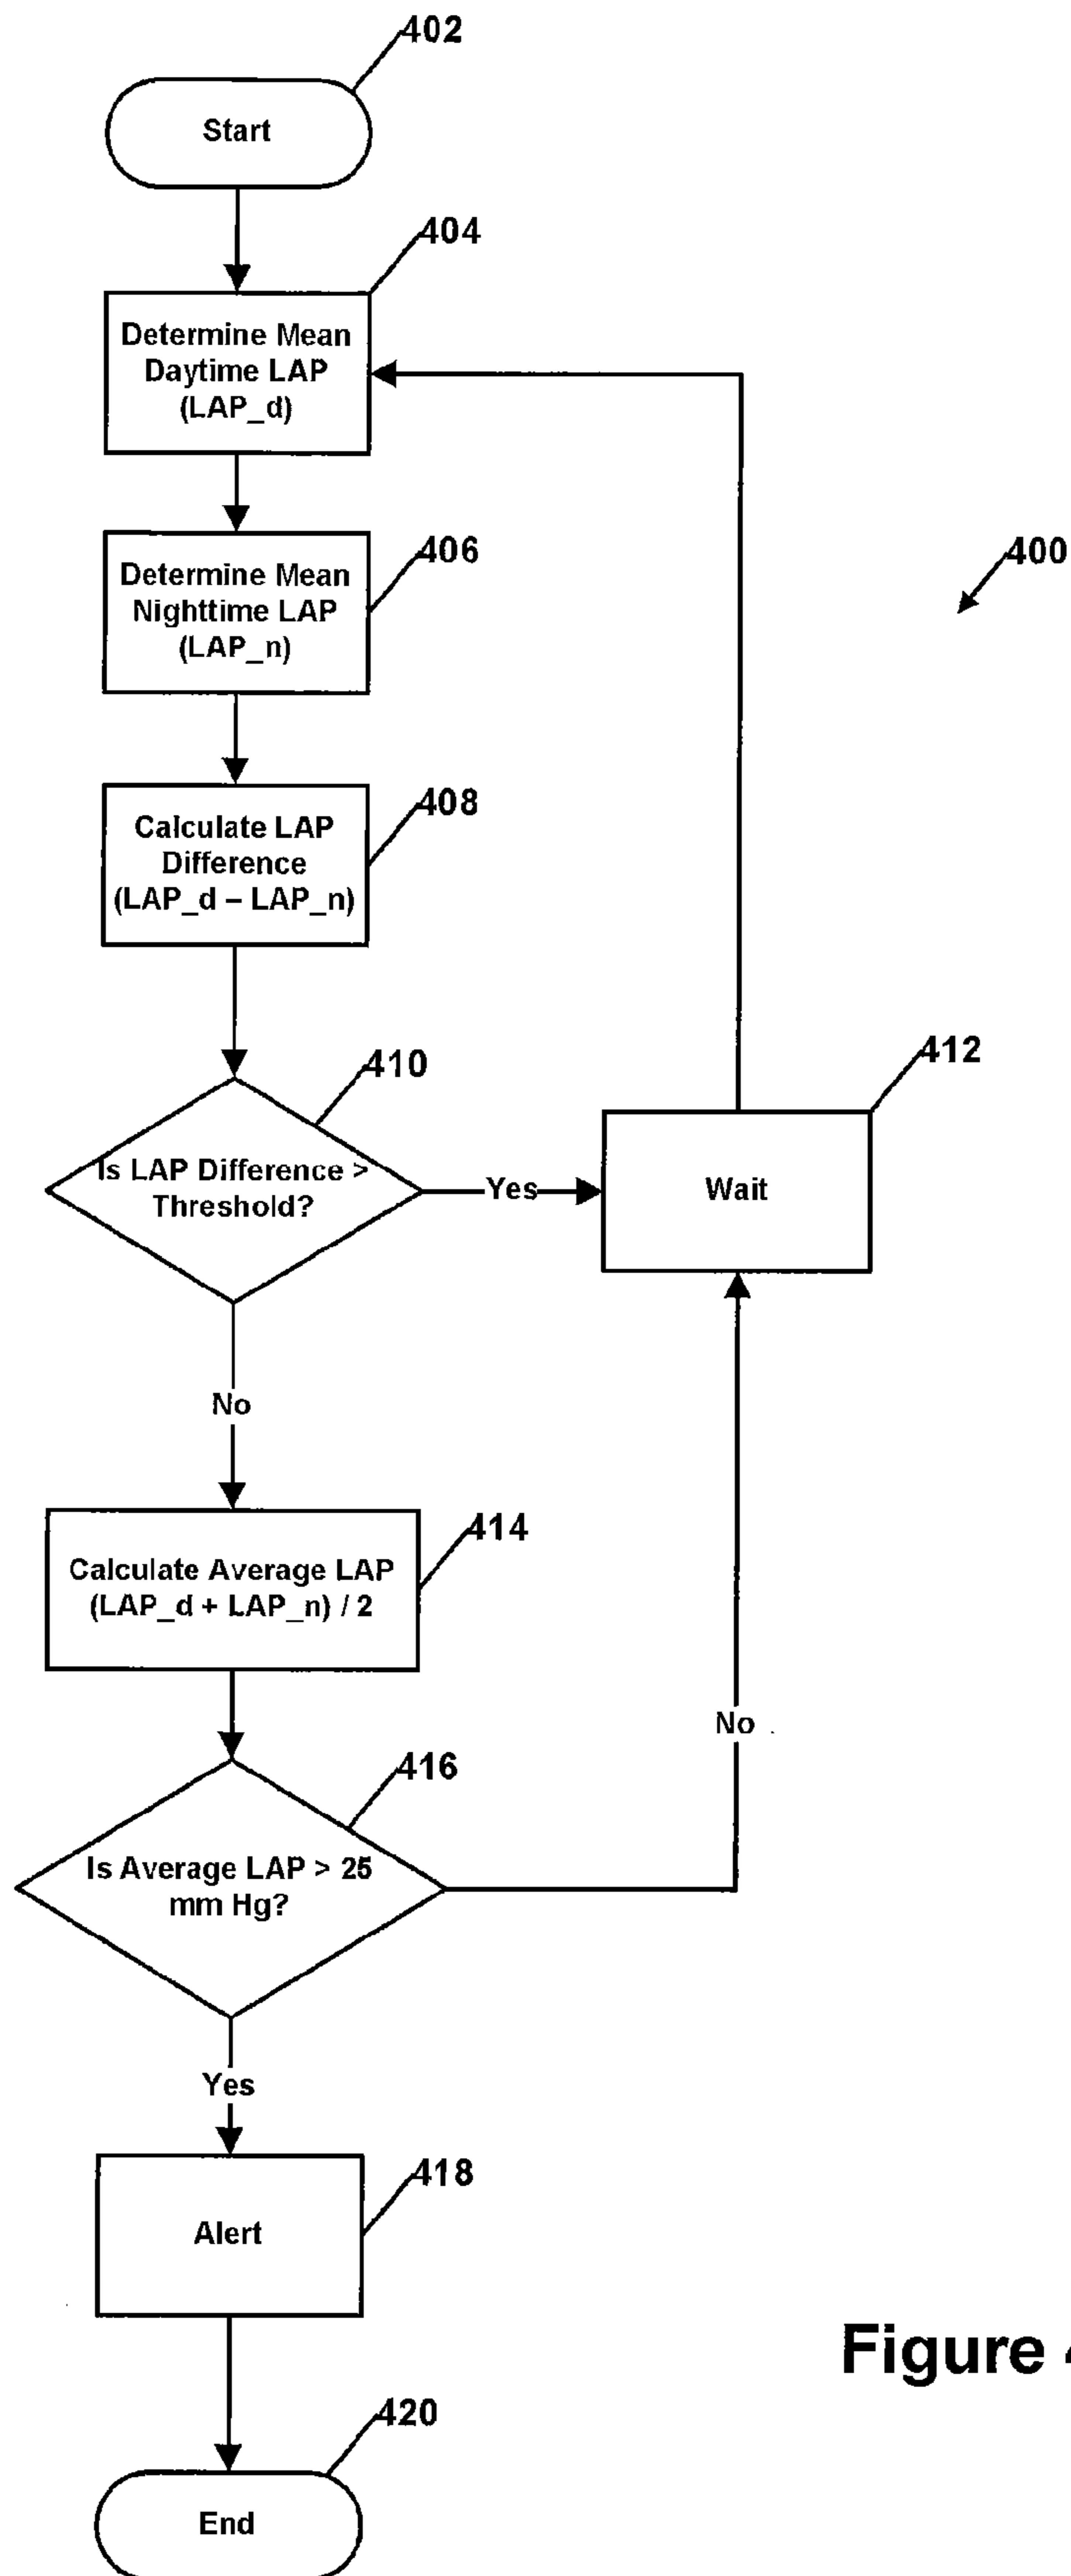 402
Start
404
Determine Mean
Daytime LAP
(LAP_d)
400
406
Determine Mean
Nighttime LAP
(LAP_n)
408
Calculate LAP
Difference
(LAP_d – LAP_n)
410
412
Is LAP Difference >
Threshold?
Yes
Wait
No
414
Calculate Average LAP
(LAP_d + LAP_n) / 2
No
416
Is Average LAP > 25
mm Hg?
Yes
418
Alert
Figure 4
420
End